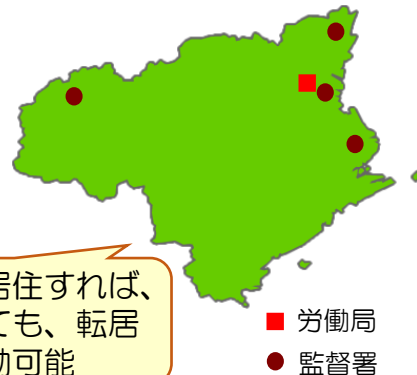 居住すれば、
ても、転居
動可能
労働局
監督署